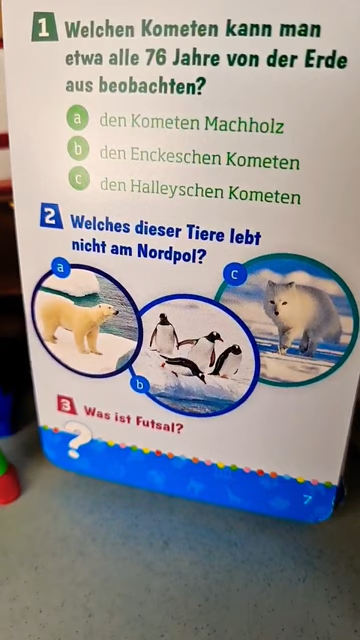 1 Welchen Kometen kann man
etwa alle 76 Jahre von der Erde
aus beobachten?
a den Kometen Machholz
b den Enckeschen Kometen
c den Halleyschen Kometen
2 Welches dieser Tiere lebt
nicht am Nordpol?
a
c
b
3 Was ist Futsal?
?
7